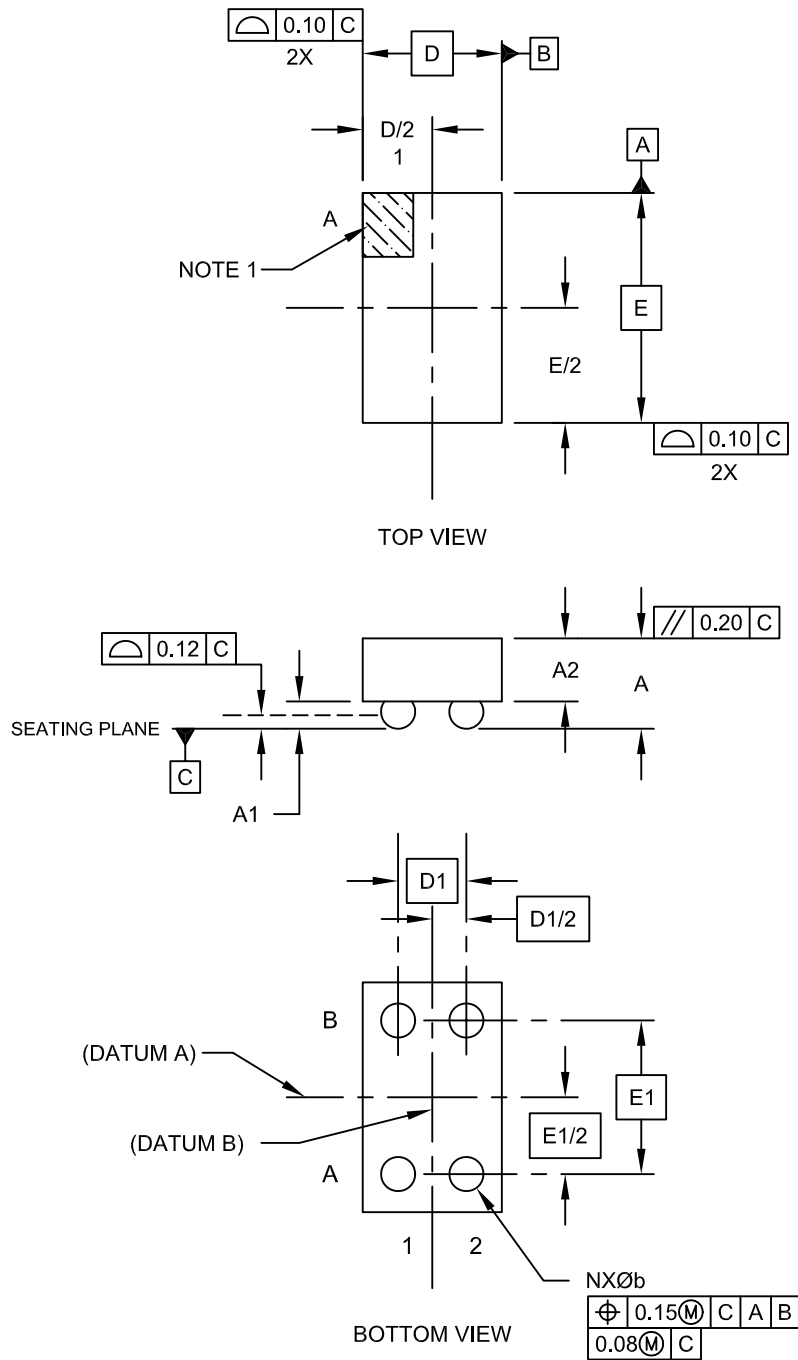 ⌓ 0.10 C
2X
D
B
D/2
1
A
A
NOTE 1
E
E/2
⌓ 0.10 C
2X
TOP VIEW
⌓ 0.12 C
// 0.20 C
A2
A
SEATING PLANE
C
A1
D1
D1/2
B
(DATUM A)
E1
(DATUM B)
E1/2
A
1 2
NXØb
⌖ 0.15Ⓜ C A B
0.08Ⓜ C
BOTTOM VIEW